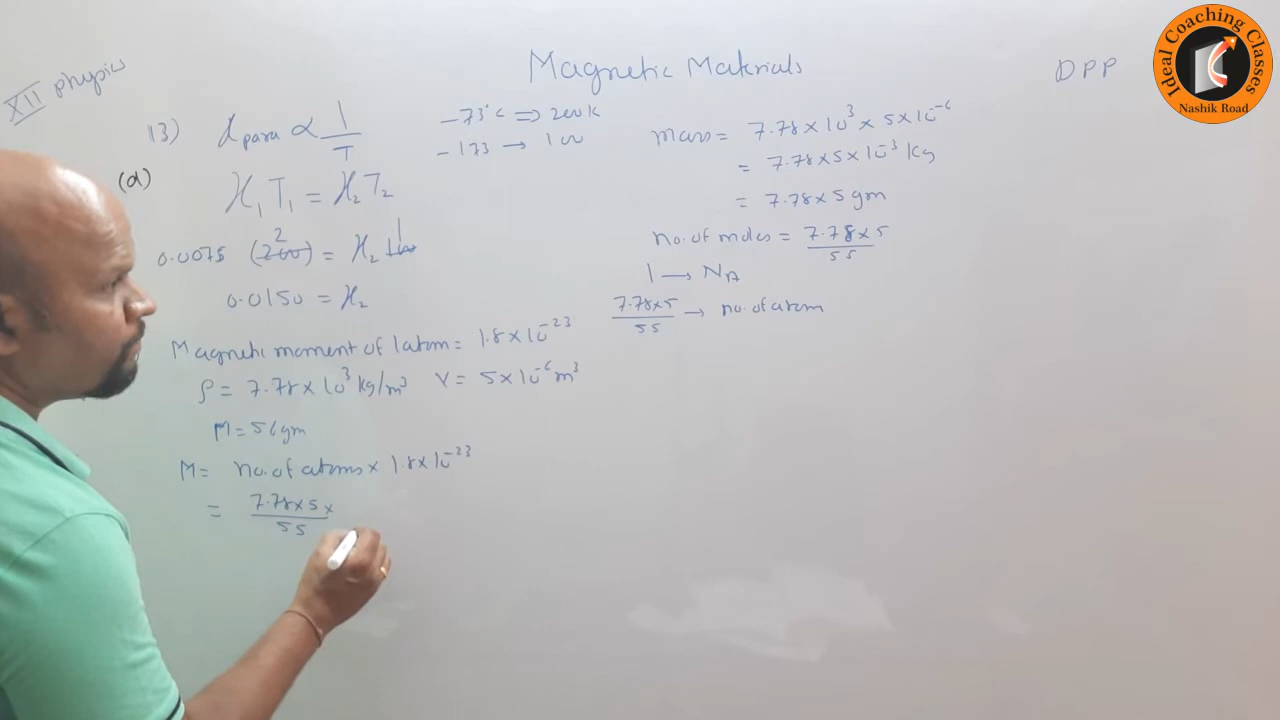 XII physics
Magnetic Materials
DPP
Ideal Coaching Classes
Nashik Road
13) χpara ∝ 1/T
-73°C ⇒ 200K
-173 → 100
(d)
χ₁T₁ = χ₂T₂
0.0075 (200) = χ₂ 100
2 1
0.0150 = χ₂
Magnetic moment of 1 atom = 1.8 × 10⁻²³
ρ = 7.78 × 10³ kg/m³ V = 5 × 10⁻⁶ m³
M = 56 gm
M = no. of atoms × 1.8 × 10⁻²³
= 7.78 × 5 ×
55
mass = 7.78 × 10³ × 5 × 10⁻⁶
= 7.78 × 5 × 10⁻³ kg
= 7.78 × 5 gm
no. of moles = 7.78 × 5
55
1 → NA
7.78 × 5 → no. of atom
55